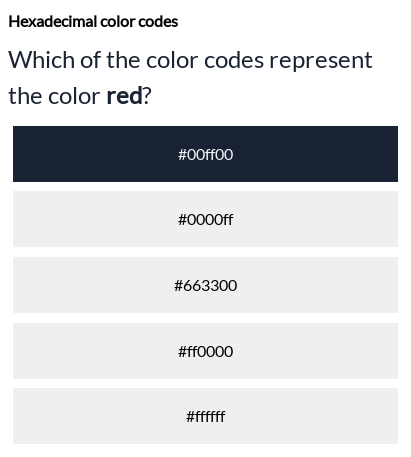 Hexadecimal color codes
Which of the color codes represent
the color red?
#00ff00
#0000ff
#663300
#ff0000
#ffffff